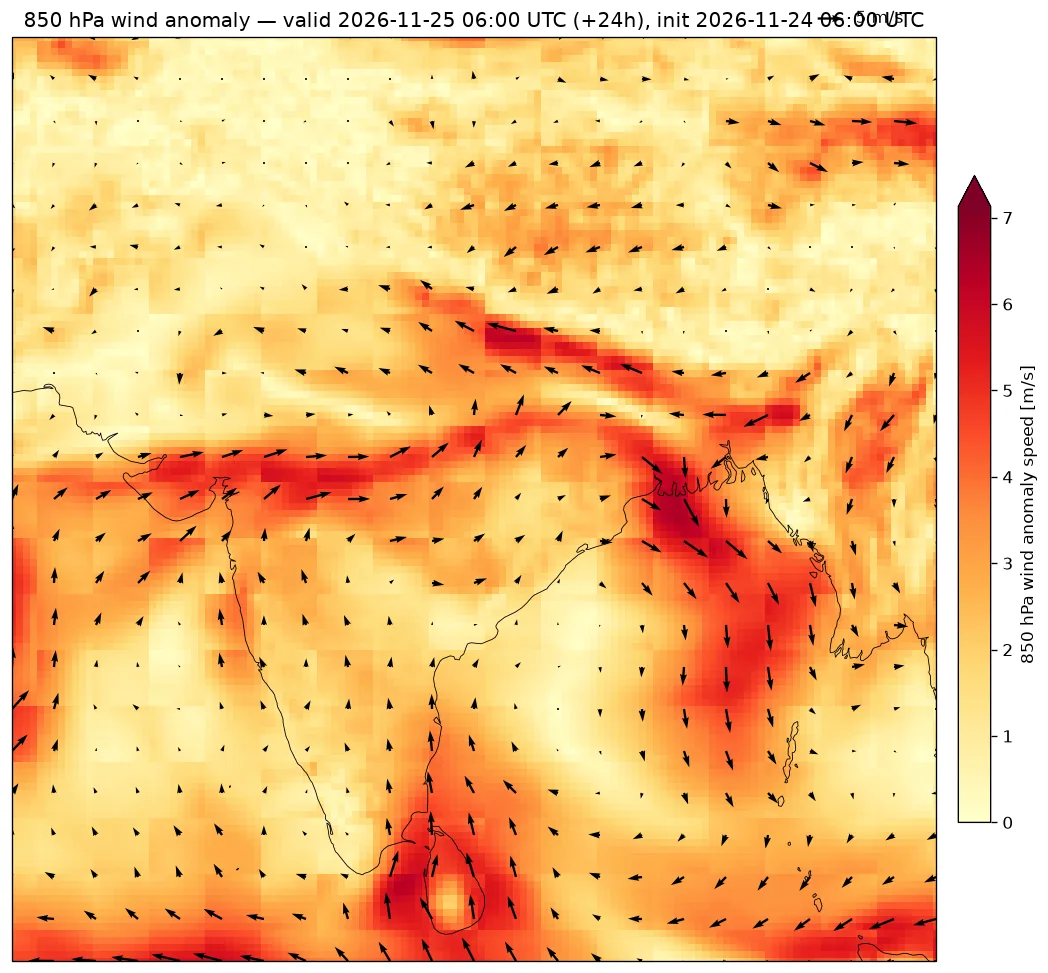 850 hPa wind anomaly — valid 2026-11-25 06:00 UTC (+24h), init 2026-11-24 06:00 UTC
5 m/s
7
6
5
4
3
2
1
0
850 hPa wind anomaly speed [m/s]